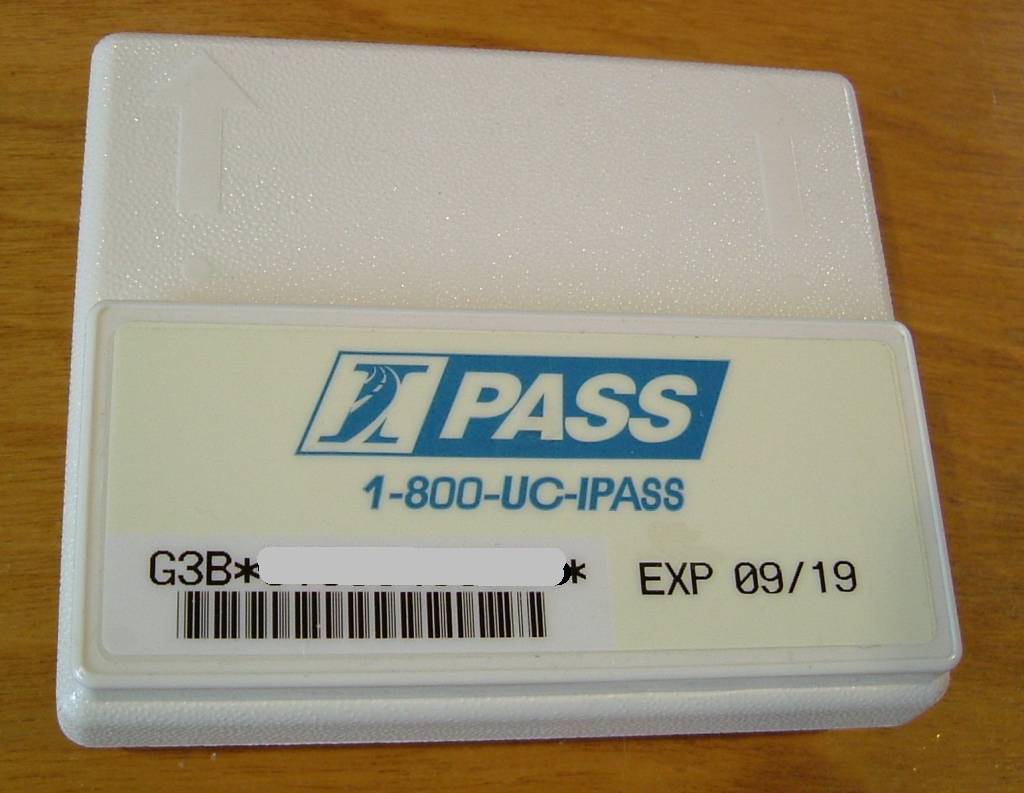 I PASS
1-800-UC-IPASS
G3B* *
EXP 09/19